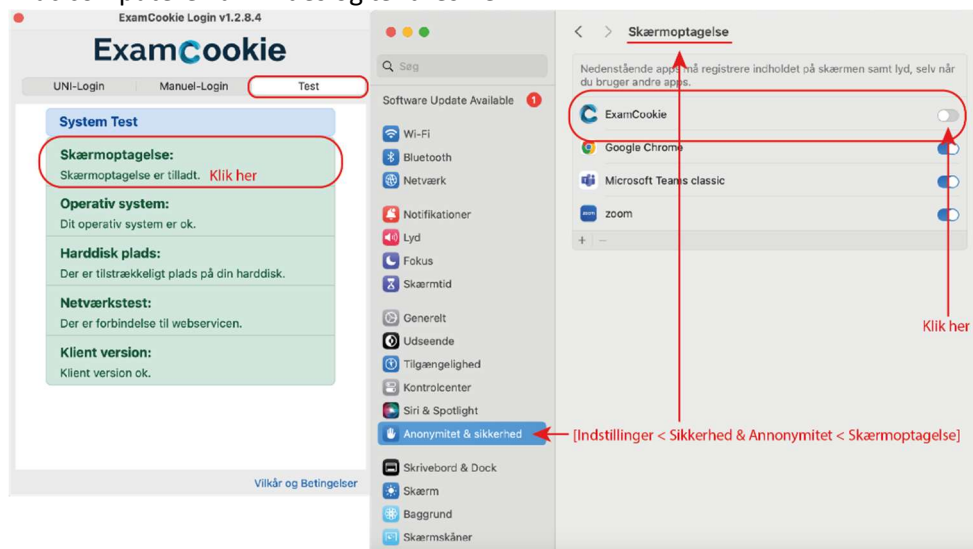 ExamCookie Login v1.2.8.4
ExamCookie
UNI-Login
Manuel-Login
Test
System Test
Skærmoptagelse:
Skærmoptagelse er tilladt. Klik her
Operativ system:
Dit operativ system er ok.
Harddisk plads:
Der er tilstrækkeligt plads på din harddisk.
Netværkstest:
Der er forbindelse til webservicen.
Klient version:
Klient version ok.
Vilkår og Betingelser
Søg
Software Update Available 1
Wi-Fi
Bluetooth
Netværk
Notifikationer
Lyd
Fokus
Skærmtid
Generelt
Udseende
Tilgængelighed
Kontrolcenter
Siri & Spotlight
Anonymitet & sikkerhed
Skrivebord & Dock
Skærm
Baggrund
Skærmskåner
Skærmoptagelse
Nedenstående apps må registrere indholdet på skærmen samt lyd, selv når
du bruger andre apps.
ExamCookie
Google Chrome
Microsoft Teams classic
zoom
+ −
Klik her
[Indstillinger < Sikkerhed & Annonymitet < Skærmoptagelse]